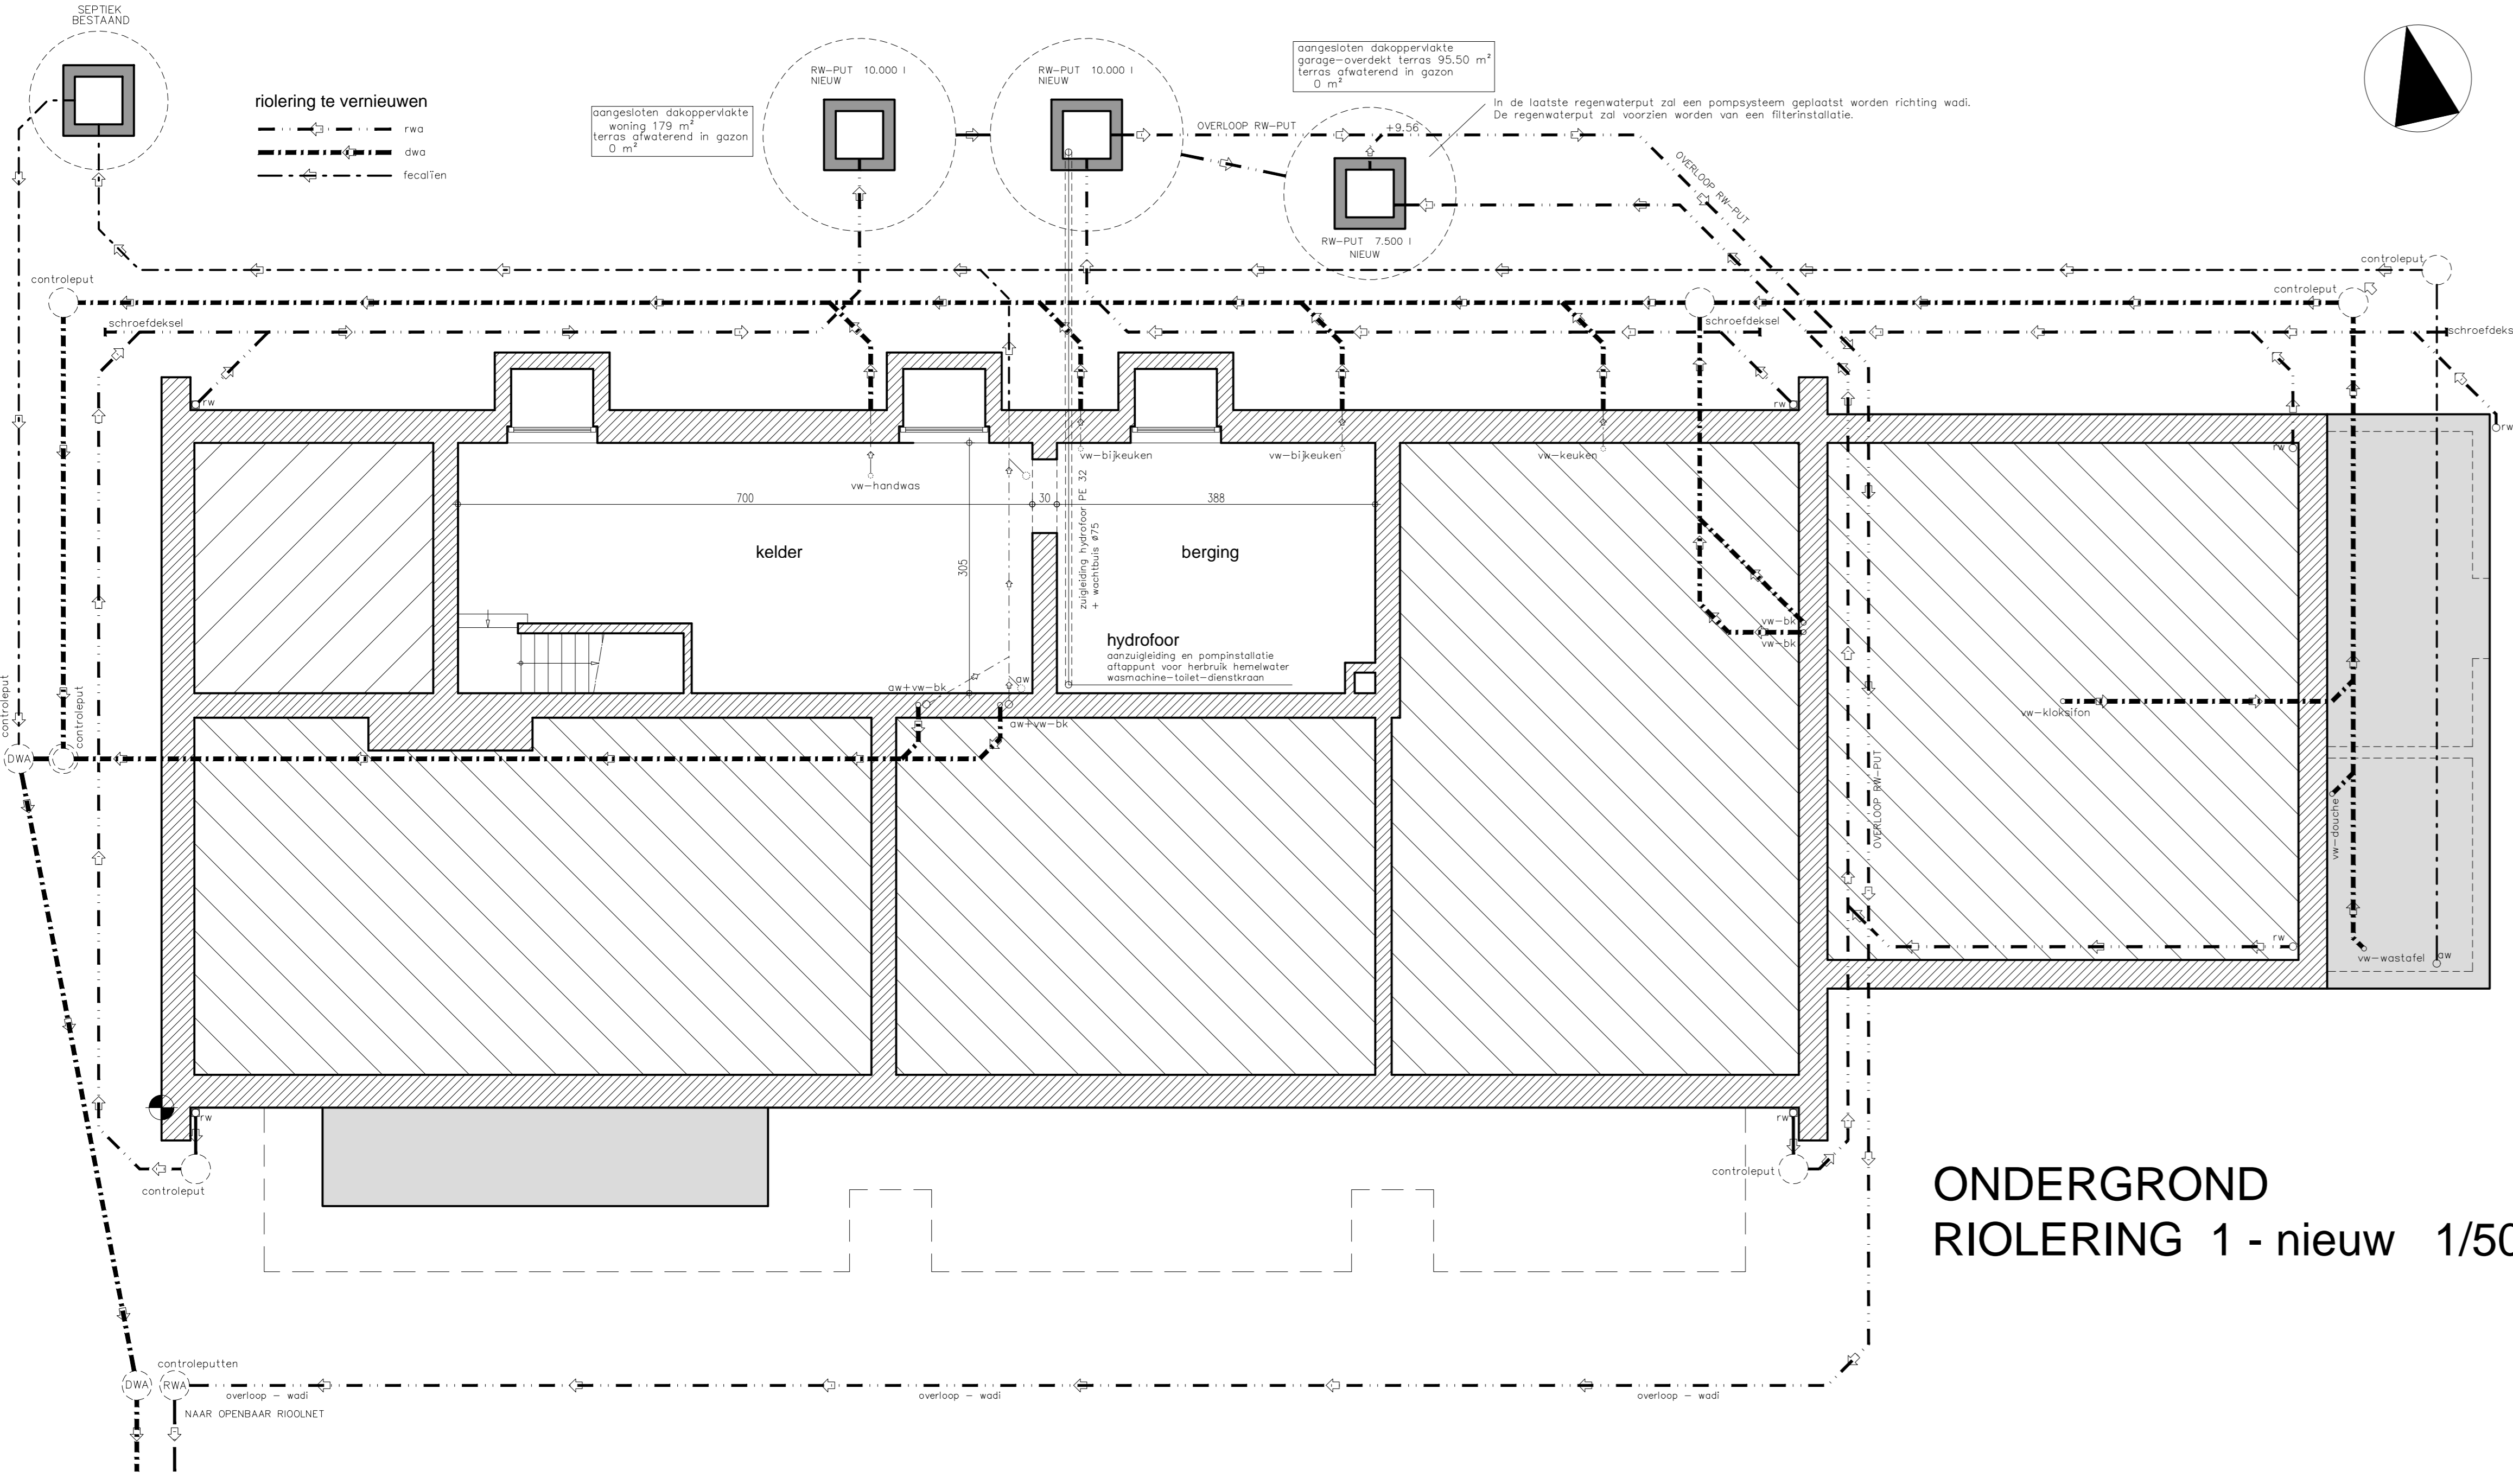 SEPTIEK
BESTAAND
riolering te vernieuwen
rwa
dwa
fecaliën
aangesloten dakoppervlakte
woning 179 m²
terras afwaterend in gazon
0 m²
RW-PUT 10.000 l
NIEUW
RW-PUT 10.000 l
NIEUW
aangesloten dakoppervlakte
garage-overdekt terras 95.50 m²
terras afwaterend in gazon
0 m²
In de laatste regenwaterput zal een pompsysteem geplaatst worden richting wadi.
De regenwaterput zal voorzien worden van een filterinstallatie.
OVERLOOP RW-PUT
+9.56
OVERLOOP RW-PUT
RW-PUT 7.500 l
NIEUW
controleput
controleput
controleput
schroefdeksel
schroefdeksel
schroefdeks
rw
rw
rw
rw
vw-handwas
vw-bijkeuken
vw-bijkeuken
vw-keuken
700
30
388
305
kelder
berging
zuigleiding hydrofoor PE 32
+ wachtbuis ø75
hydrofoor
aanzuigleiding en pompinstallatie
aftappunt voor herbruik hemelwater
wasmachine-toilet-dienstkraan
vw-bk
vw-bk
aw+vw-bk
aw
aw+vw-bk
vw-kloksifon
controleput
controleput
DWA
OVERLOOP RW-PUT
vw-douche
rw
vw-wastafel
aw
rw
rw
controleput
controleput
ONDERGROND
RIOLERING 1 - nieuw 1/50
controleputten
DWA
RWA
overloop - wadi
overloop - wadi
overloop - wadi
NAAR OPENBAAR RIOOLNET